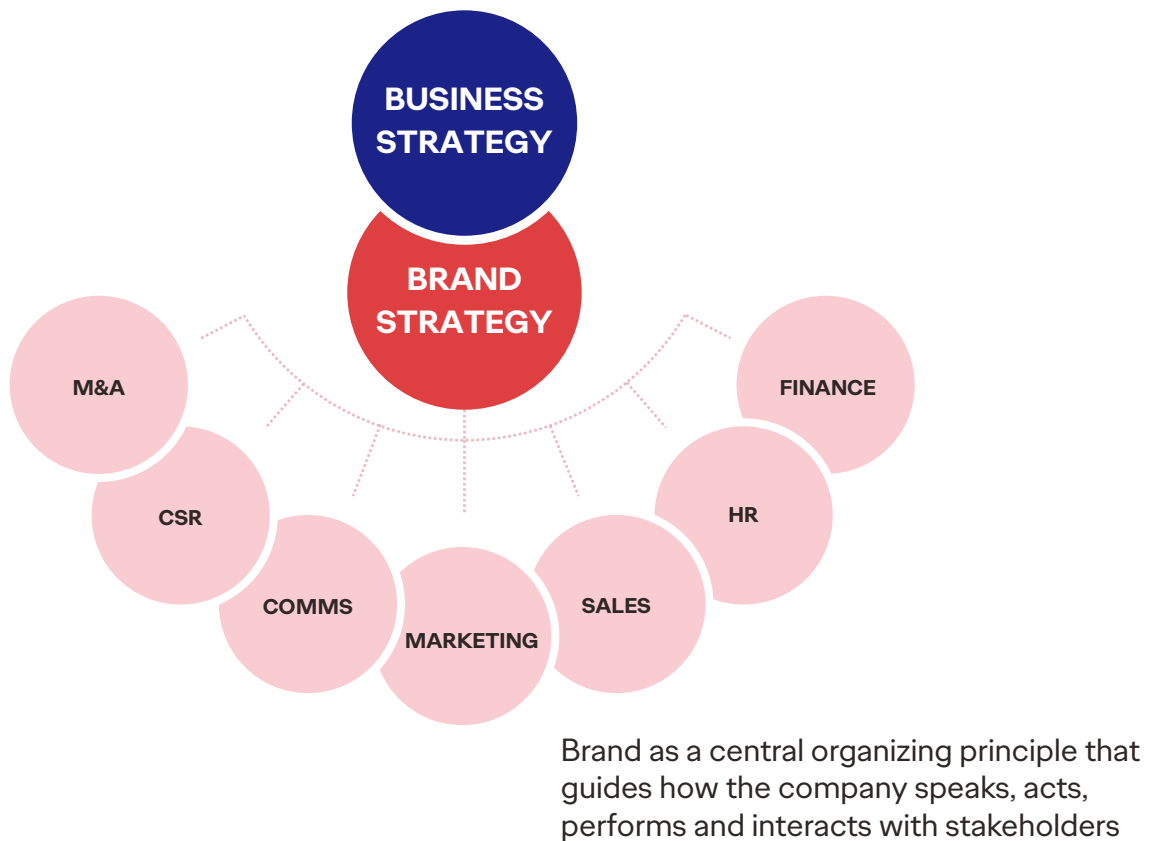 BUSINESS
STRATEGY
BRAND
STRATEGY
M&A
CSR
COMMS
MARKETING
SALES
HR
FINANCE
Brand as a central organizing principle that
guides how the company speaks, acts,
performs and interacts with stakeholders